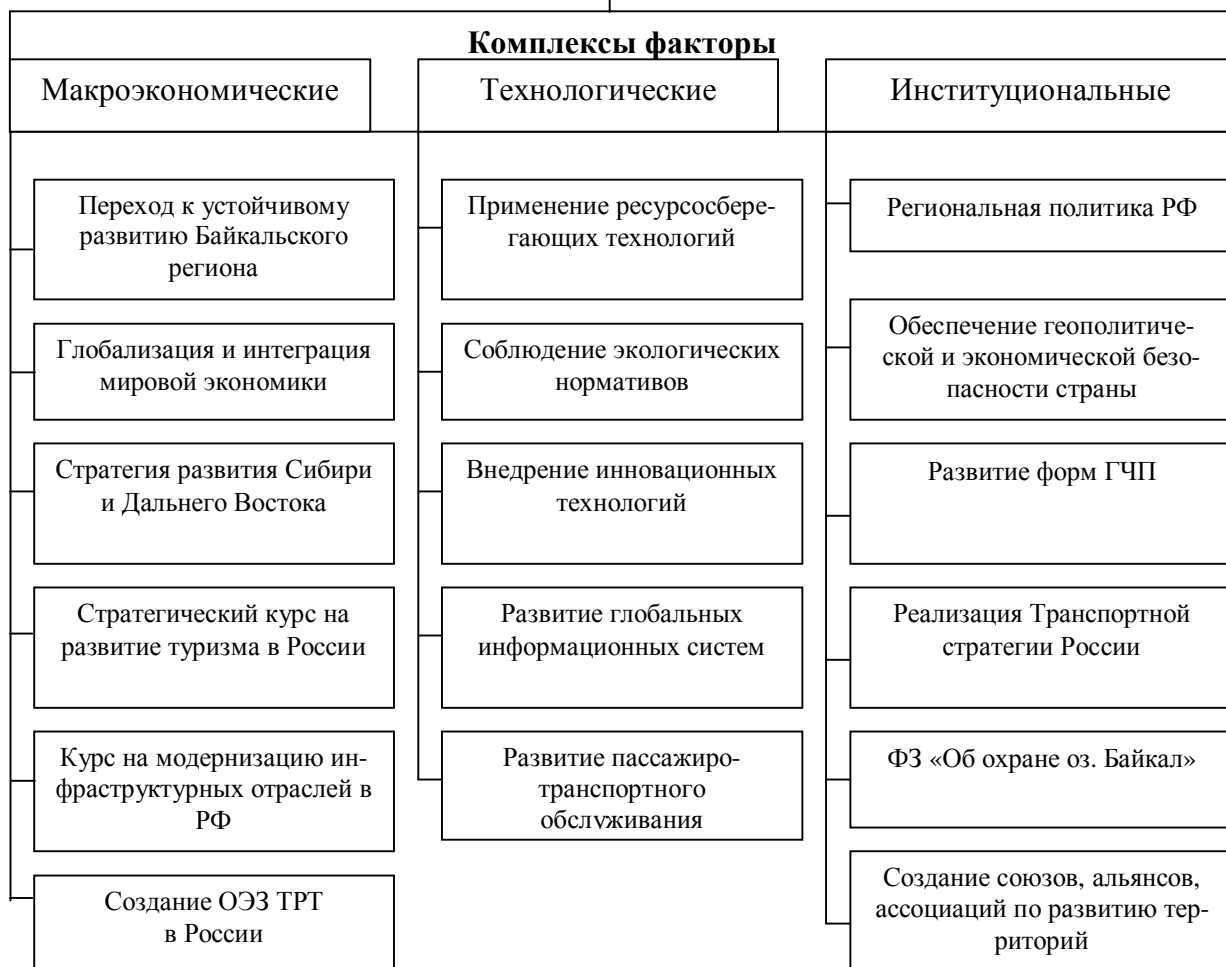 Комплексы факторы
Макроэкономические
Технологические
Институциональные
Переход к устойчивому
развитию Байкальского
региона
Глобализация и интеграция
мировой экономики
Стратегия развития Сибири
и Дальнего Востока
Стратегический курс на
развитие туризма в России
Курс на модернизацию ин-
фраструктурных отраслей в
РФ
Создание ОЭЗ ТРТ
в России
Применение ресурсосбере-
гающих технологий
Соблюдение экологических
нормативов
Внедрение инновационных
технологий
Развитие глобальных
информационных систем
Развитие пассажиро-
транспортного
обслуживания
Региональная политика РФ
Обеспечение геополитиче-
ской и экономической безо-
пасности страны
Развитие форм ГЧП
Реализация Транспортной
стратегии России
ФЗ «Об охране оз. Байкал»
Создание союзов, альянсов,
ассоциаций по развитию тер-
риторий